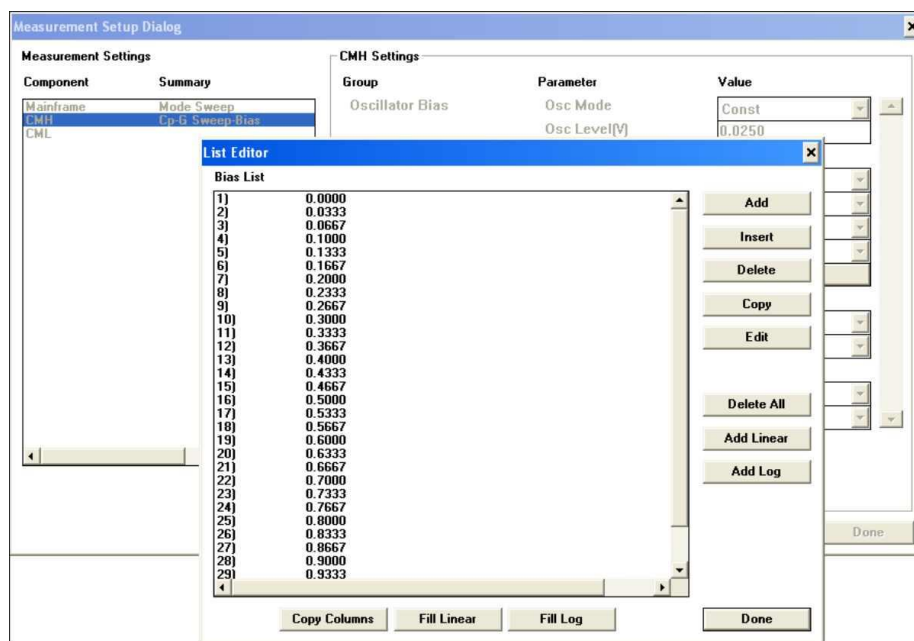 Measurement Setup Dialog
Measurement Settings
CMH Settings
Component Summary
Group Parameter Value
Mainframe Mode Sweep
CMH Cp-G Sweep-Bias
CML
Oscillator Bias Osc Mode Const
Osc Level(V) 0.0250
List Editor
Bias List
1) 0.0000
2) 0.0333
3) 0.0667
4) 0.1000
5) 0.1333
6) 0.1667
7) 0.2000
8) 0.2333
9) 0.2667
10) 0.3000
11) 0.3333
12) 0.3667
13) 0.4000
14) 0.4333
15) 0.4667
16) 0.5000
17) 0.5333
18) 0.5667
19) 0.6000
20) 0.6333
21) 0.6667
22) 0.7000
23) 0.7333
24) 0.7667
25) 0.8000
26) 0.8333
27) 0.8667
28) 0.9000
29) 0.9333
Add
Insert
Delete
Copy
Edit
Delete All
Add Linear
Add Log
Copy Columns Fill Linear Fill Log Done
Done